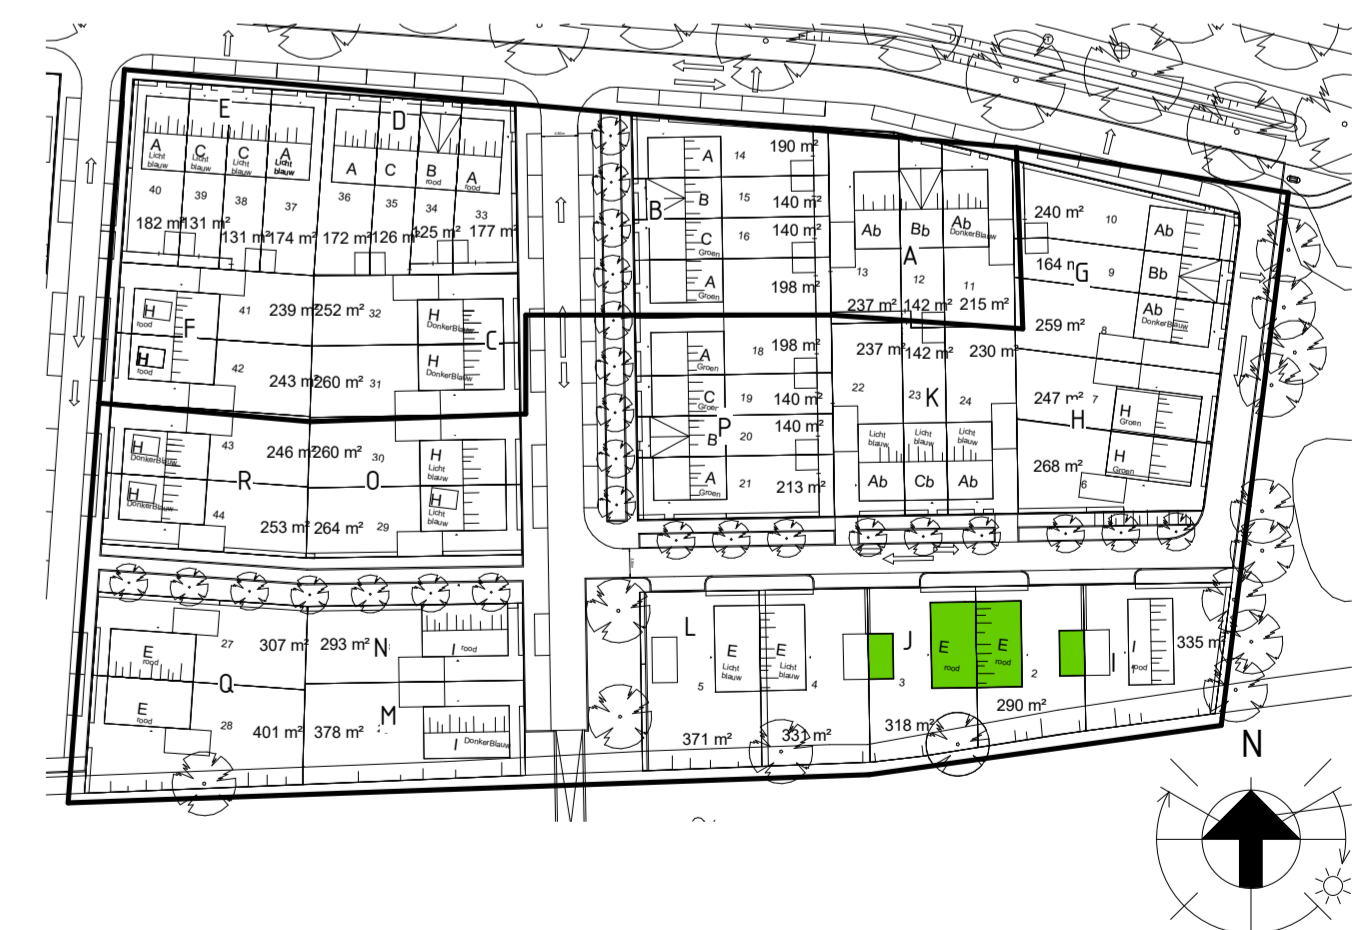 E
A
Licht
blauw
C
Licht
blauw
C
Licht
blauw
A
Licht
blauw
40
39
38
37
182 m²
131 m²
131 m²
174 m²
D
A
C
B
rood
A
rood
36
35
34
33
172 m²
126 m²
125 m²
177 m²
H
rood
H
rood
F
41
239 m²
42
243 m²
252 m²
32
260 m²
31
H
DonkerBlauw
H
DonkerBlauw
C
H
DonkerBlauw
H
DonkerBlauw
43
R
44
246 m²
253 m²
260 m²
30
O
264 m²
29
H
Licht
blauw
H
Licht
blauw
E
rood
E
rood
27
307 m²
Q
28
401 m²
293 m²
N
I rood
378 m²
M
I DonkerBlauw
B
A
14
190 m²
B
15
140 m²
C
Groen
16
140 m²
A
Groen
198 m²
A
Groen
18
198 m²
C
Groen
19
140 m²
P
B
20
140 m²
A
Groen
21
213 m²
Ab
Bb
Ab
DonkerBlauw
A
13
12
11
237 m²
142 m²
215 m²
237 m²
142 m²
230 m²
22
23
K
24
Licht
blauw
Licht
blauw
Licht
blauw
Ab
Cb
Ab
240 m²
10
Ab
164 m
G
9
Bb
259 m²
8
Ab
DonkerBlauw
247 m²
7
H
H
Groen
268 m²
6
H
Groen
L
E
Licht
blauw
E
Licht
blauw
5
4
371 m²
331 m²
J
E
rood
E
rood
3
2
318 m²
290 m²
I
I
rood
335 m²
N